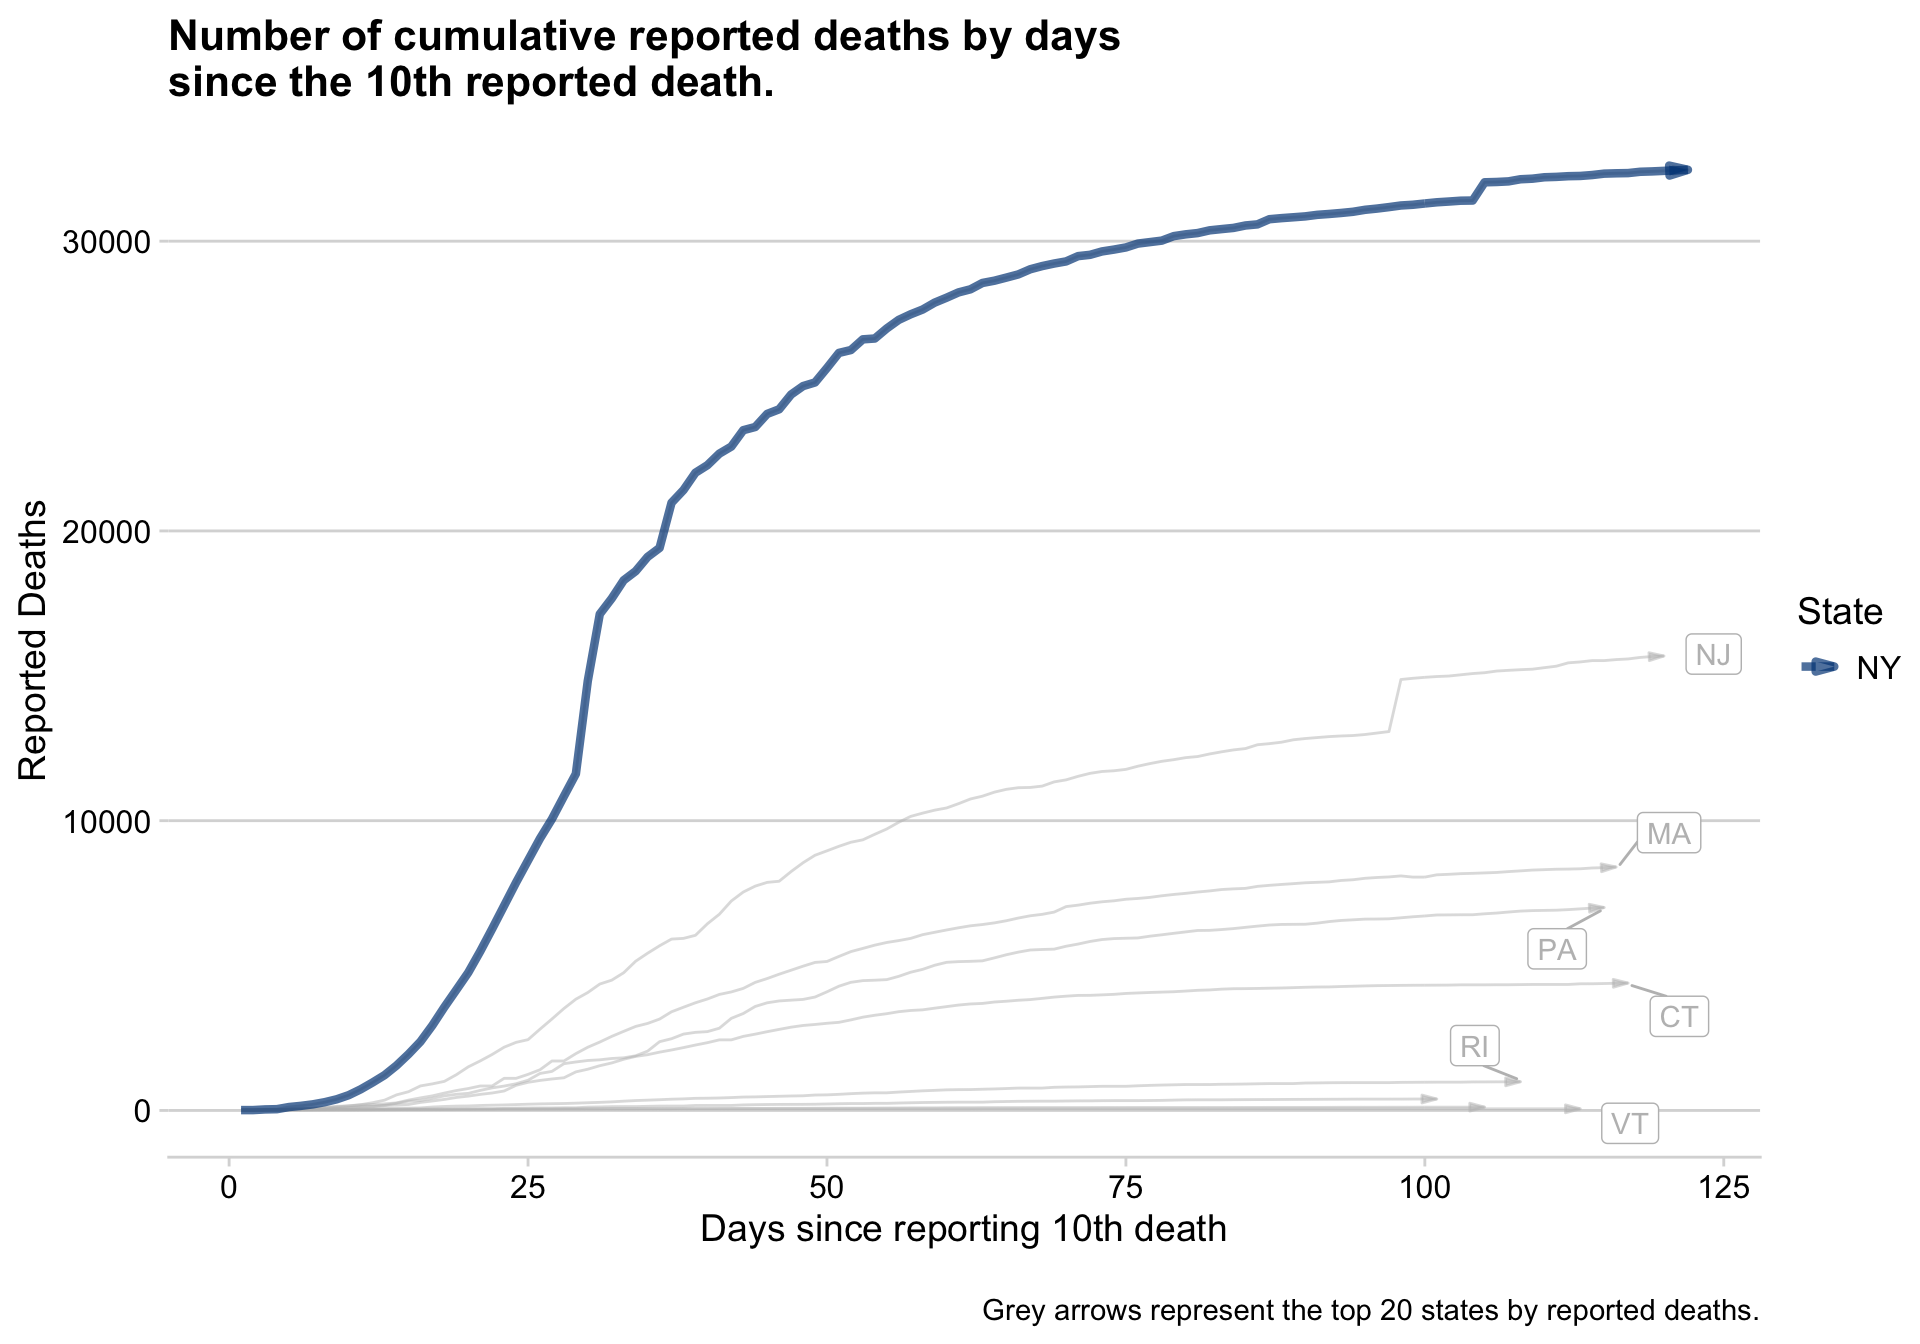 Number of cumulative reported deaths by days
since the 10th reported death.
Reported Deaths
30000
20000
10000
0
NJ
MA
PA
CT
RI
VT
State
NY
0 25 50 75 100 125
Days since reporting 10th death
Grey arrows represent the top 20 states by reported deaths.